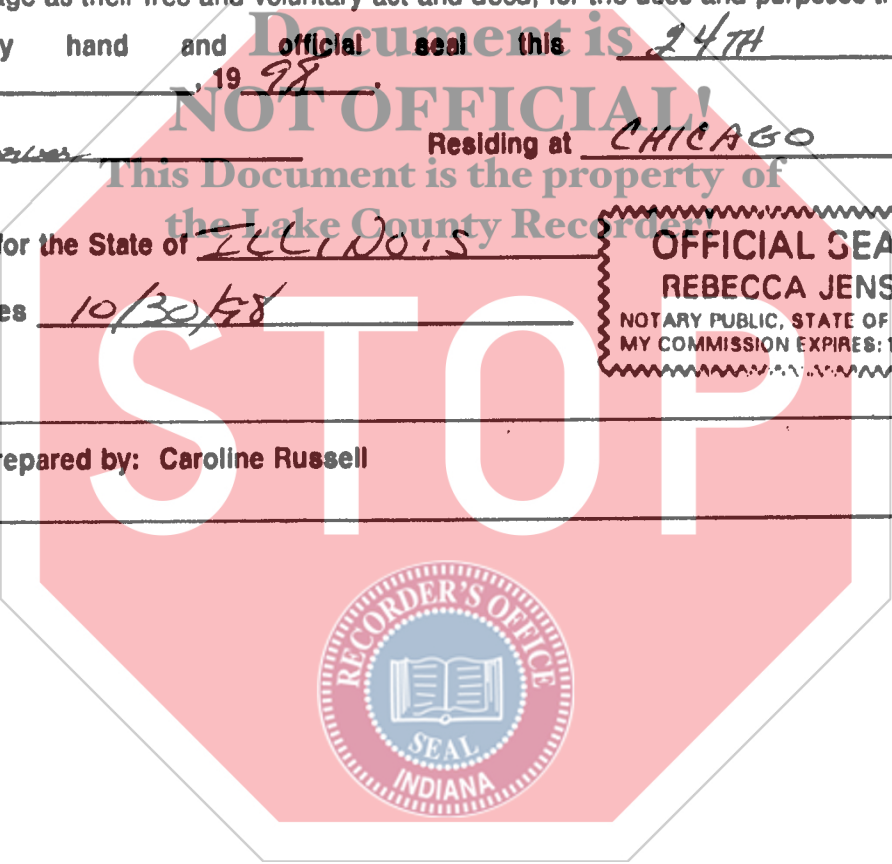 age as their free and voluntary act and deed, for the uses and purposes
Document is
y hand and official seal this 24TH
, 19 98 .
NOT OFFICIAL!
Residing at CHICAGO
This Document is the property of
the Lake County Recorder!
for the State of ILLINOIS
OFFICIAL SEA
REBECCA JENS
es 10/30/98
NOTARY PUBLIC, STATE OF
MY COMMISSION EXPIRES: 1
STOP
repared by: Caroline Russell
RECORDER'S OFFICE
SEAL
INDIANA